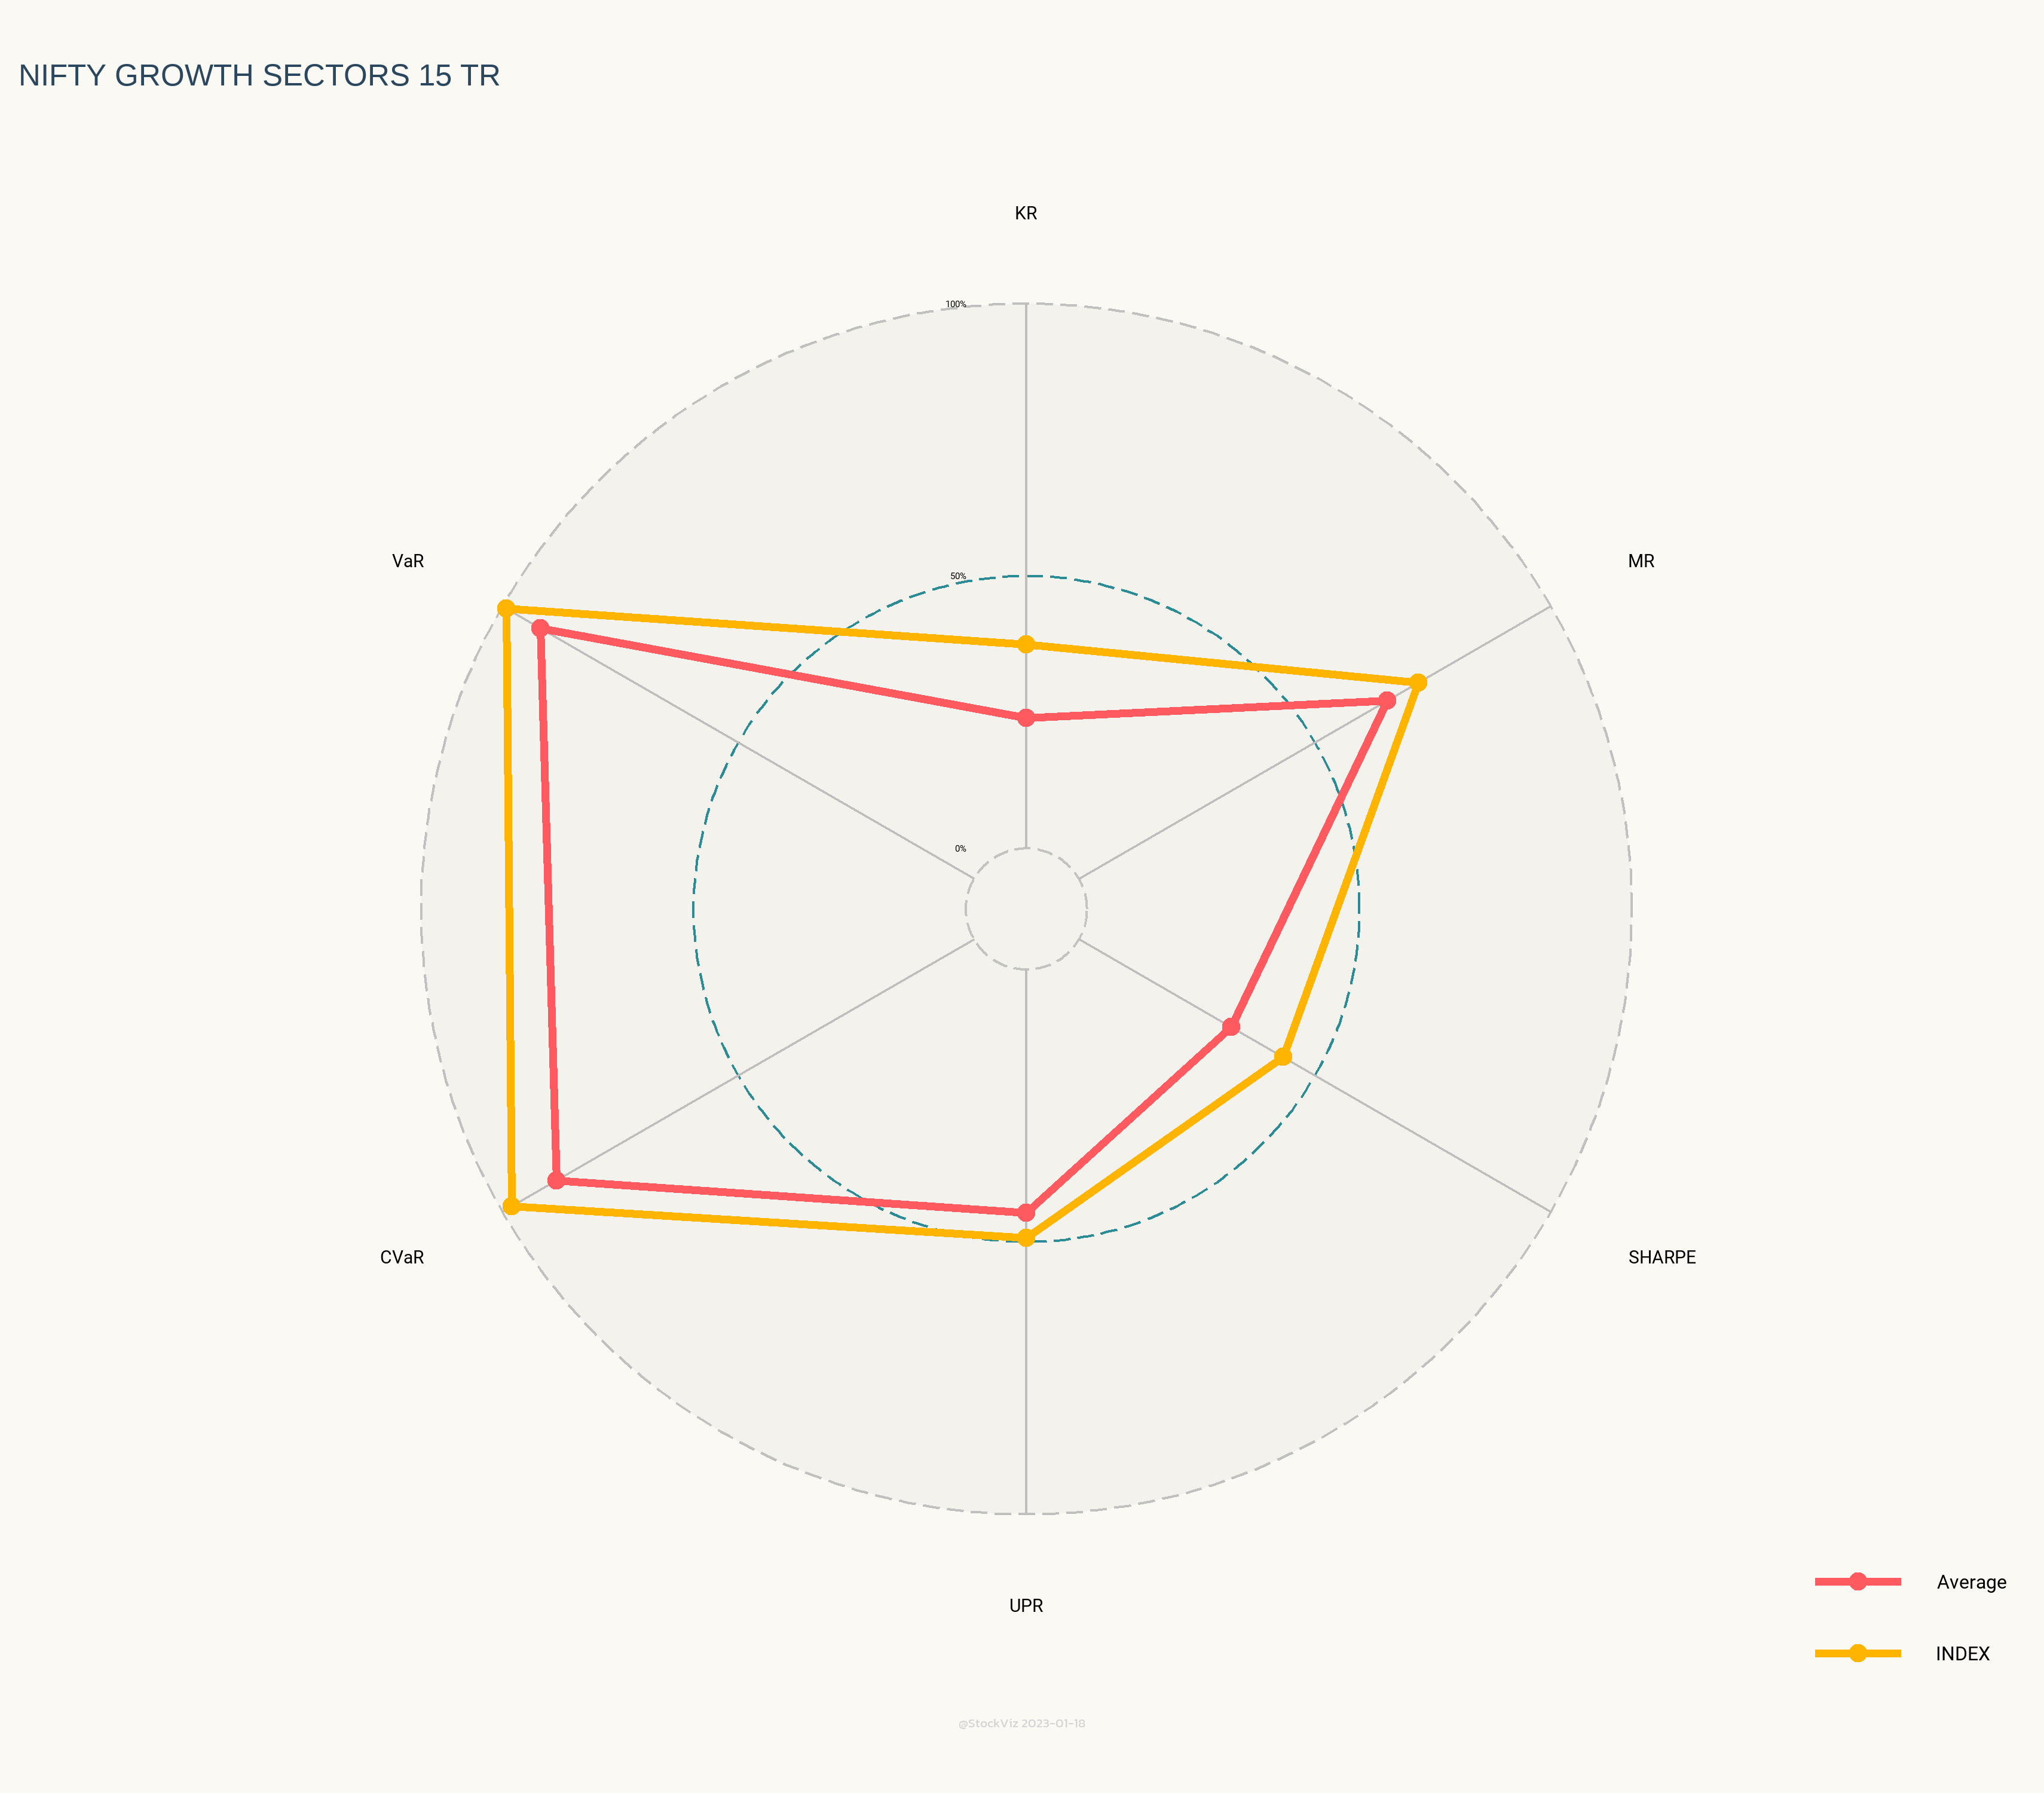 NIFTY GROWTH SECTORS 15 TR
KR
100%
VaR
MR
50%
0%
CVaR
SHARPE
Average
UPR
INDEX
@StockViz 2023-01-18